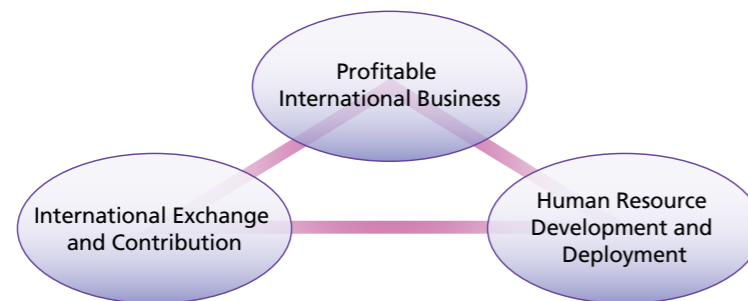 Profitable
International Business
International Exchange
and Contribution
Human Resource
Development and
Deployment